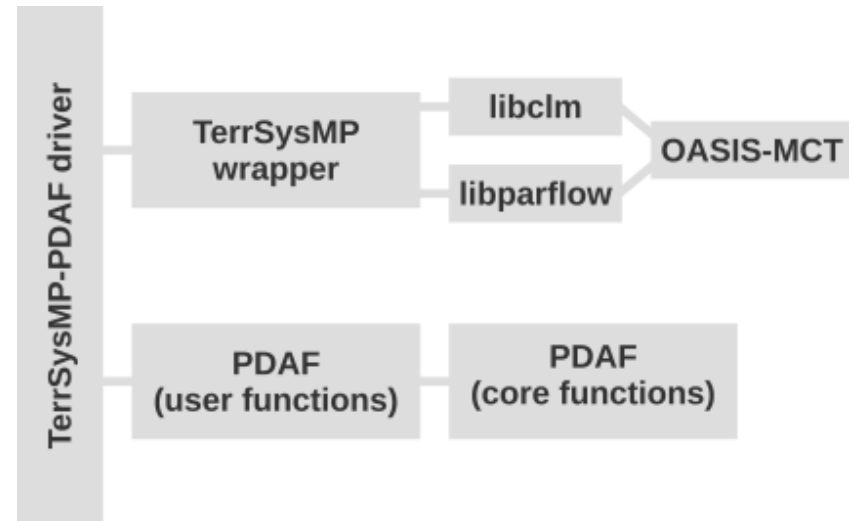 TerrSysMP-PDAF driver
TerrSysMP
wrapper
libclm
libparflow
OASIS-MCT
PDAF
(user functions)
PDAF
(core functions)